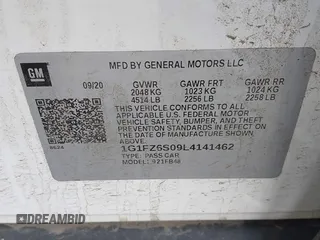 GM
MFD BY GENERAL MOTORS LLC
09/20 GVWR GAWR FRT GAWR RR
2048 KG 1023 KG 1024 KG
4514 LB 2256 LB 2258 LB
THIS VEHICLE CONFORMS TO ALL
APPLICABLE U.S. FEDERAL MOTOR
VEHICLE SAFETY, BUMPER, AND THEFT
PREVENTION STANDARDS IN EFFECT
ON THE DATE OF MANUFACTURE
SHOWN ABOVE.
1G1FZ6S09L4141462
TYPE: PASS CAR
MODEL: 1FB48
DREAMBID